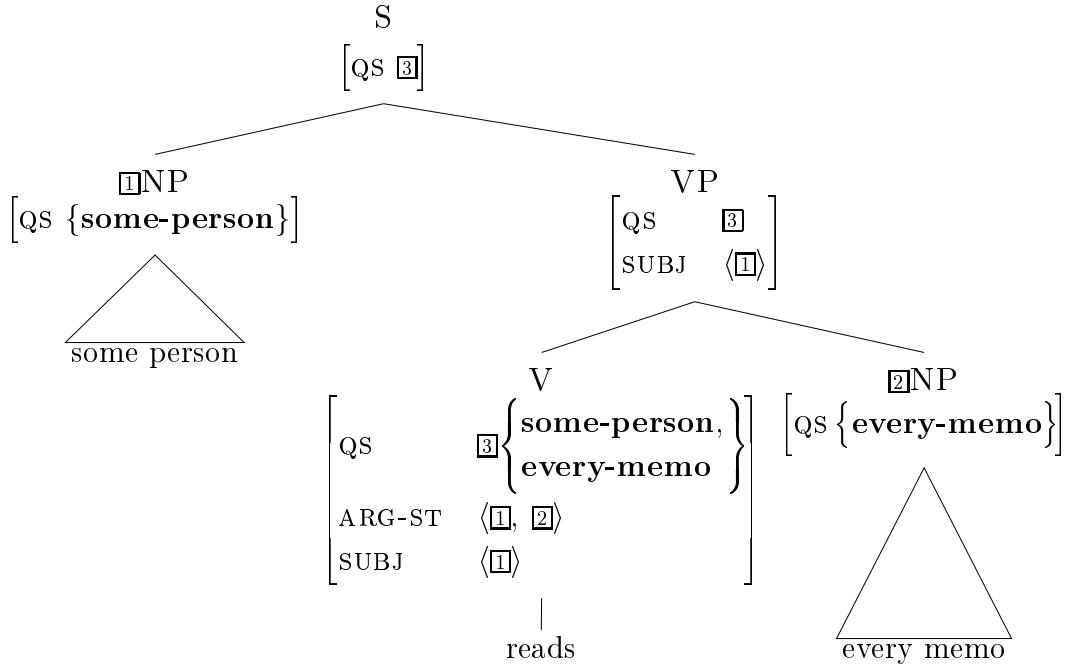 S
[QS 3]
1NP
[QS {some-person}]
some person
VP
[QS 3
SUBJ ⟨1⟩]
V
[QS 3{some-person,
every-memo}
ARG-ST ⟨1, 2⟩
SUBJ ⟨1⟩]
reads
2NP
[QS {every-memo}]
every memo